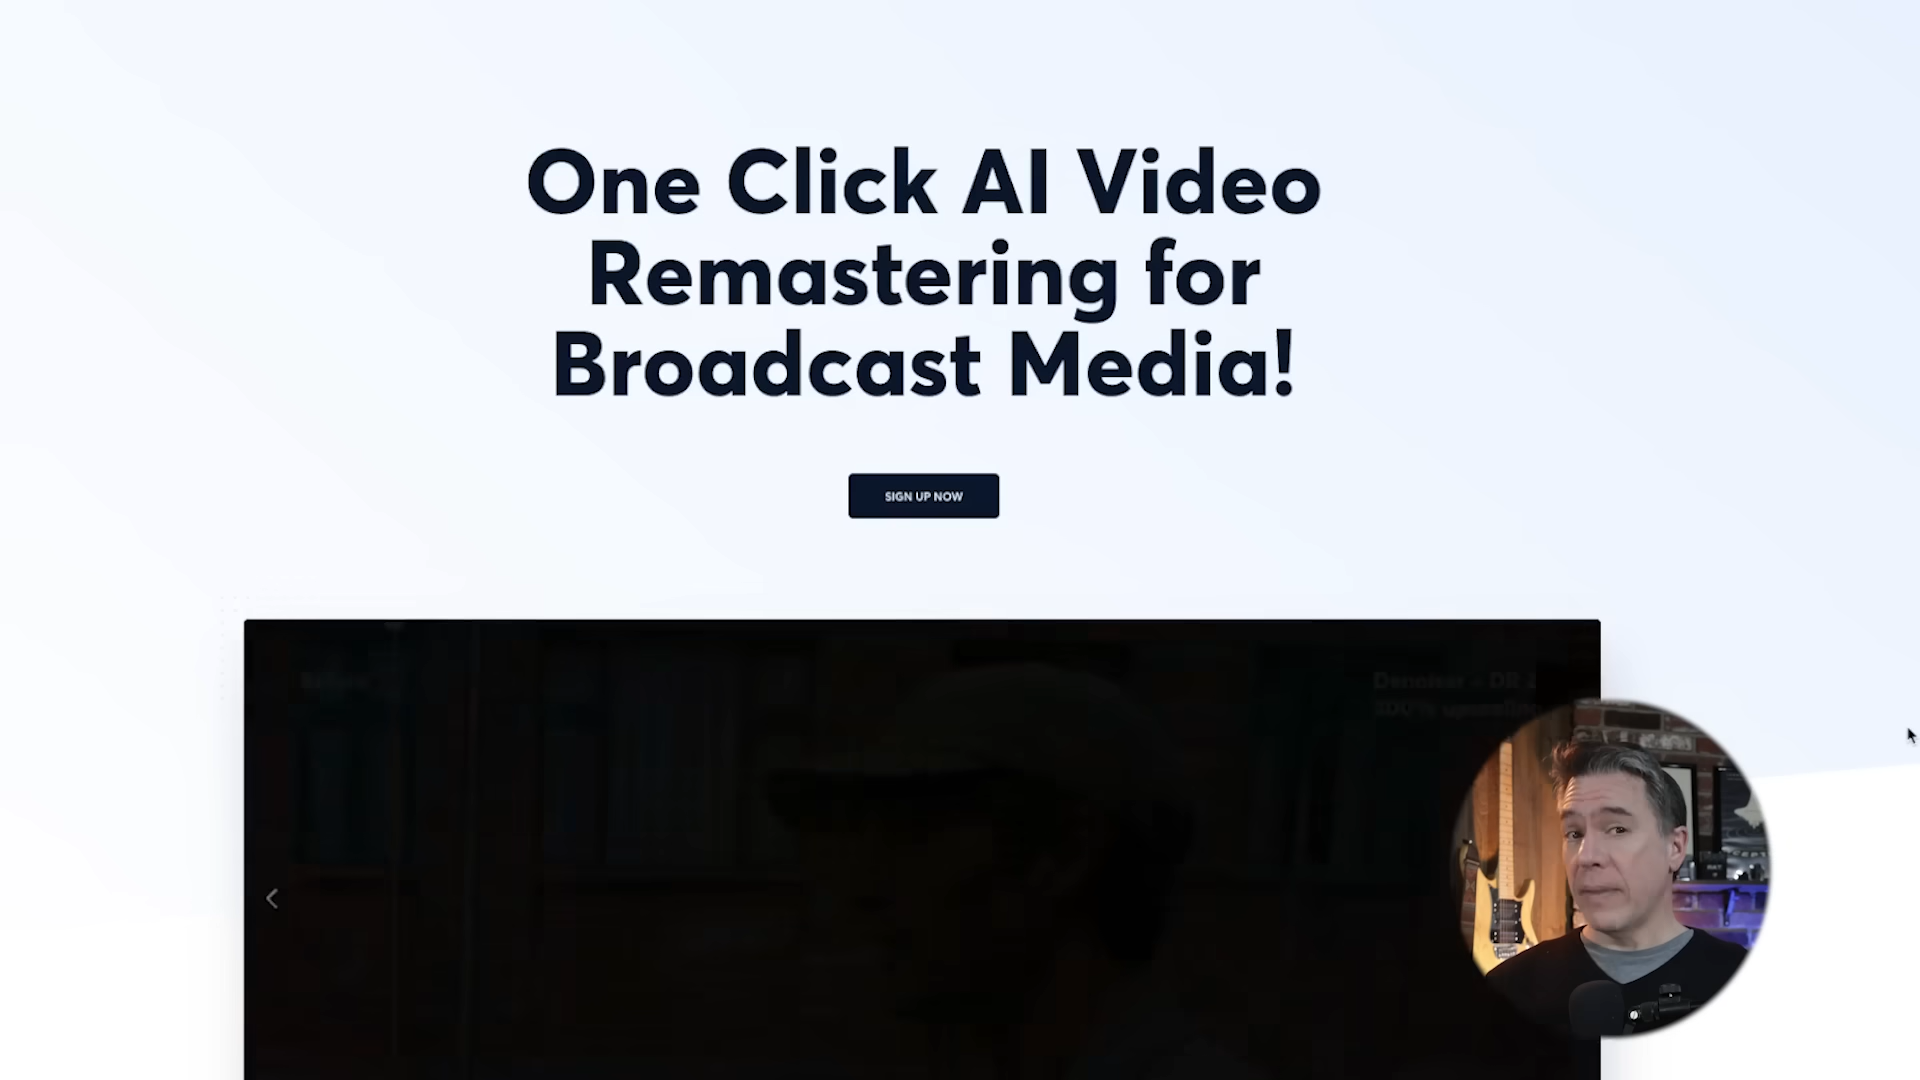 One Click AI Video
Remastering for
Broadcast Media!
SIGN UP NOW